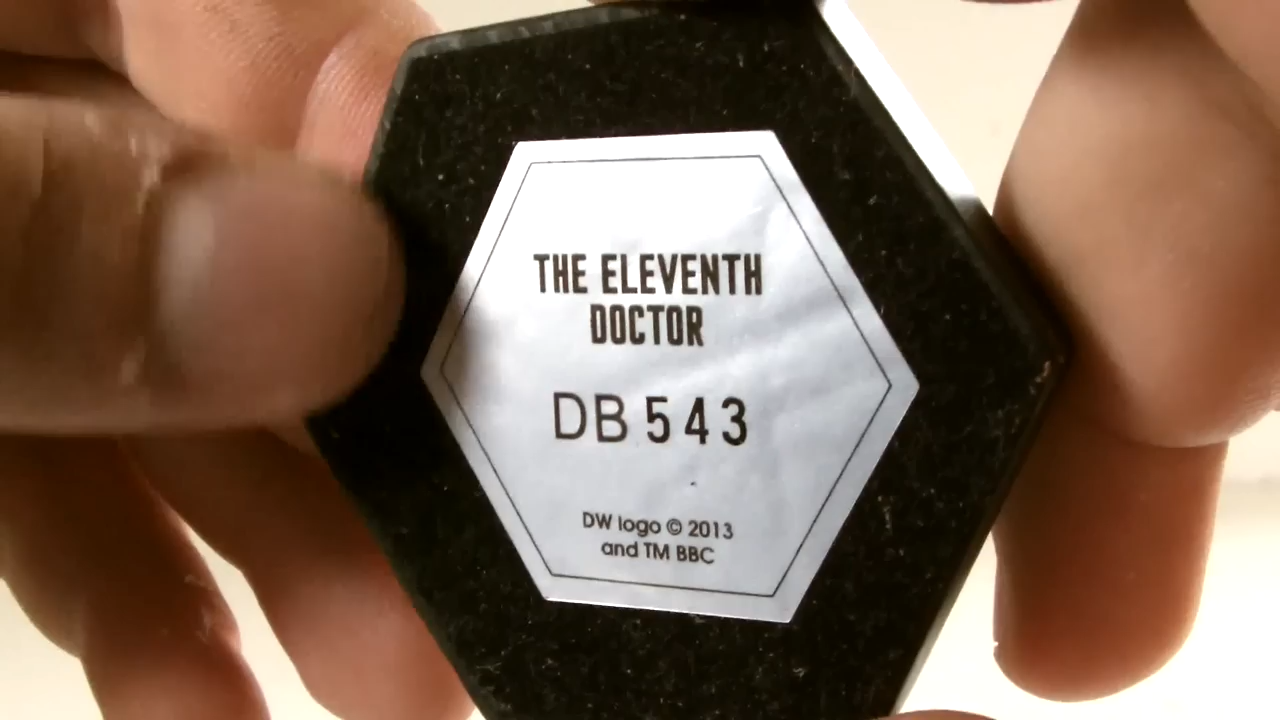 THE ELEVENTH
DOCTOR
DB 543
DW logo © 2013
and TM BBC